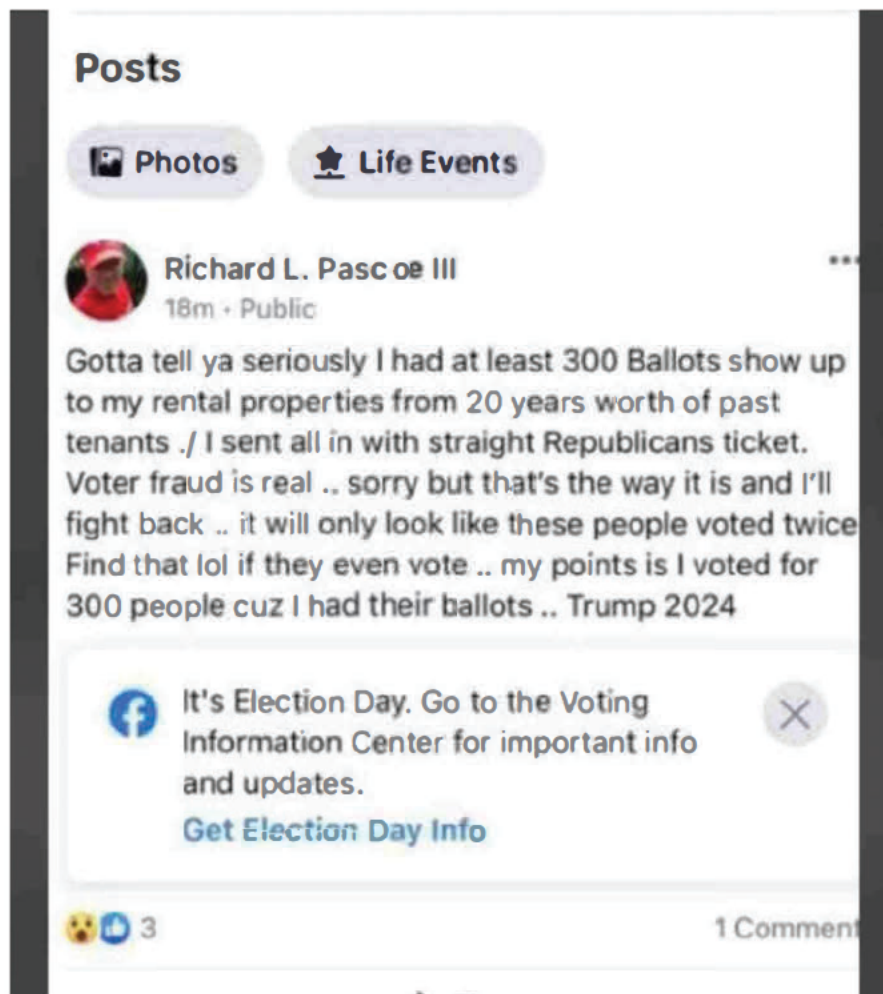 Posts
Photos
Life Events
Richard L. Pascoe III
18m · Public
Gotta tell ya seriously I had at least 300 Ballots show up
to my rental properties from 20 years worth of past
tenants ./ I sent all in with straight Republicans ticket.
Voter fraud is real .. sorry but that's the way it is and I'll
fight back .. it will only look like these people voted twice
Find that lol if they even vote .. my points is I voted for
300 people cuz I had their ballots .. Trump 2024
It's Election Day. Go to the Voting
Information Center for important info
and updates.
Get Election Day Info
3
1 Comment